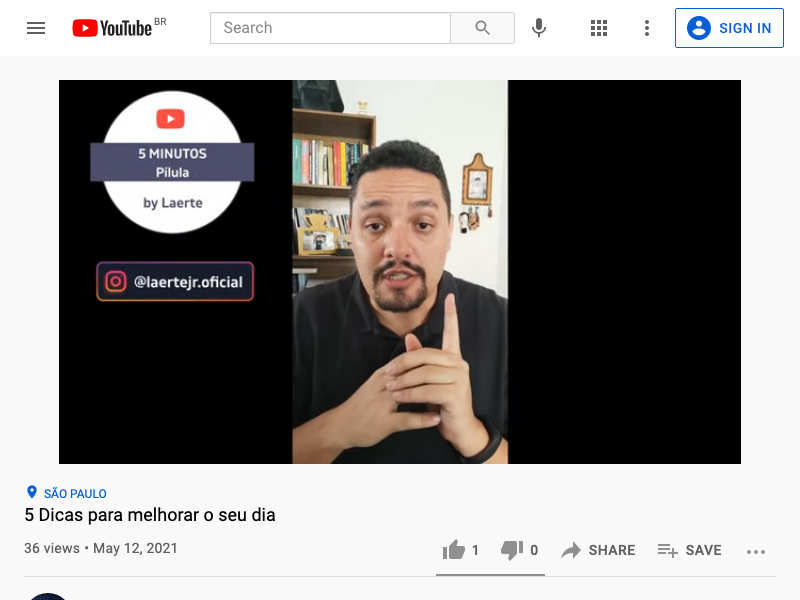 YouTube BR
Search
SIGN IN
5 MINUTOS
Pílula
by Laerte
@laertejr.oficial
SÃO PAULO
5 Dicas para melhorar o seu dia
36 views • May 12, 2021
1
0
SHARE
SAVE